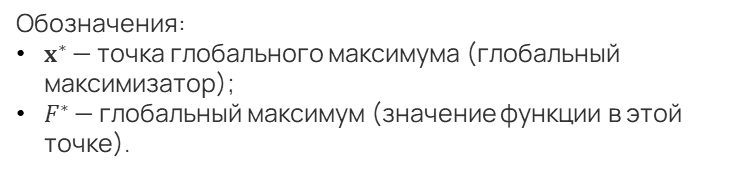 Обозначения:
• x* — точка глобального максимума (глобальный
максимизатор);
• F* — глобальный максимум (значение функции в этой
точке).